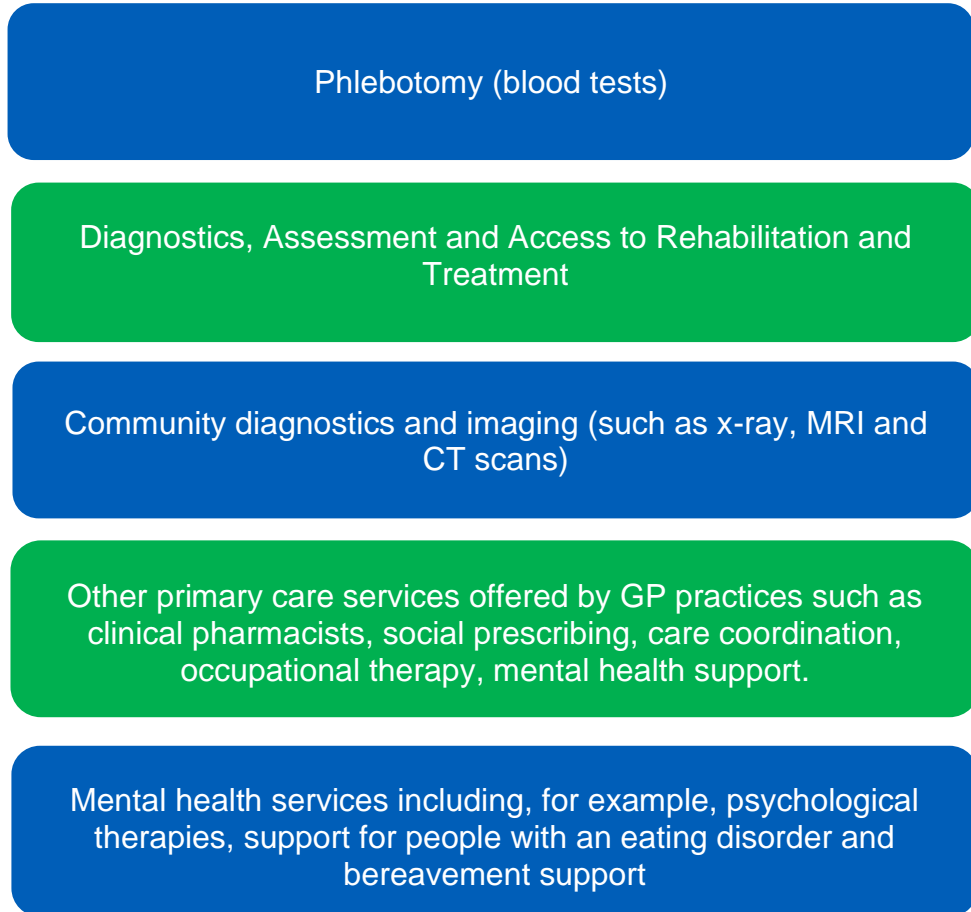 Phlebotomy (blood tests)
Diagnostics, Assessment and Access to Rehabilitation and
Treatment
Community diagnostics and imaging (such as x-ray, MRI and
CT scans)
Other primary care services offered by GP practices such as
clinical pharmacists, social prescribing, care coordination,
occupational therapy, mental health support.
Mental health services including, for example, psychological
therapies, support for people with an eating disorder and
bereavement support